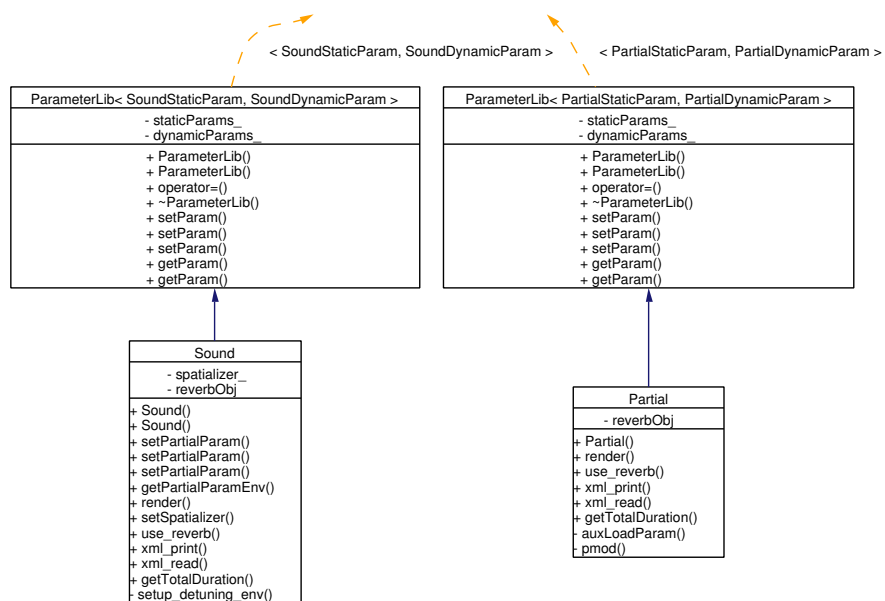 < SoundStaticParam, SoundDynamicParam >
< PartialStaticParam, PartialDynamicParam >
ParameterLib< SoundStaticParam, SoundDynamicParam >
- staticParams_
- dynamicParams_
+ ParameterLib()
+ ParameterLib()
+ operator=()
+ ~ParameterLib()
+ setParam()
+ setParam()
+ setParam()
+ getParam()
+ getParam()
ParameterLib< PartialStaticParam, PartialDynamicParam >
- staticParams_
- dynamicParams_
+ ParameterLib()
+ ParameterLib()
+ operator=()
+ ~ParameterLib()
+ setParam()
+ setParam()
+ setParam()
+ getParam()
+ getParam()
Sound
- spatializer_
- reverbObj
+ Sound()
+ Sound()
+ setPartialParam()
+ setPartialParam()
+ setPartialParam()
+ getPartialParamEnv()
+ render()
+ setSpatializer()
+ use_reverb()
+ xml_print()
+ xml_read()
+ getTotalDuration()
- setup_detuning_env()
Partial
- reverbObj
+ Partial()
+ render()
+ use_reverb()
+ xml_print()
+ xml_read()
+ getTotalDuration()
- auxLoadParam()
- pmod()